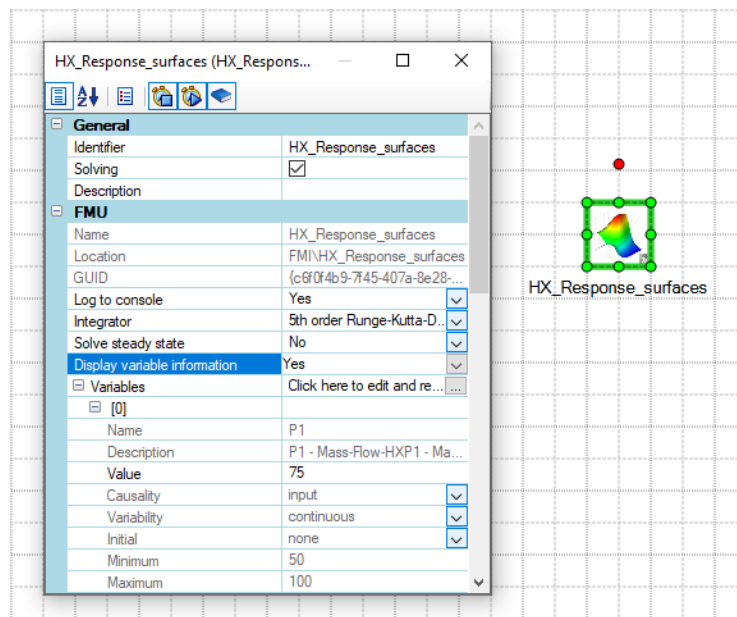 HX_Response_surfaces (HX_Respons...
General
Identifier HX_Response_surfaces
Solving
Description
FMU
Name HX_Response_surfaces
Location FMI\HX_Response_surfaces
GUID {c6f0f4b9-7f45-407a-8e28-...
Log to console Yes
Integrator 5th order Runge-Kutta-D...
Solve steady state No
Display variable information Yes
Variables Click here to edit and re... ...
[0]
Name P1
Description P1 - Mass-Flow-HXP1 - Ma...
Value 75
Causality input
Variability continuous
Initial none
Minimum 50
Maximum 100
HX_Response_surfaces